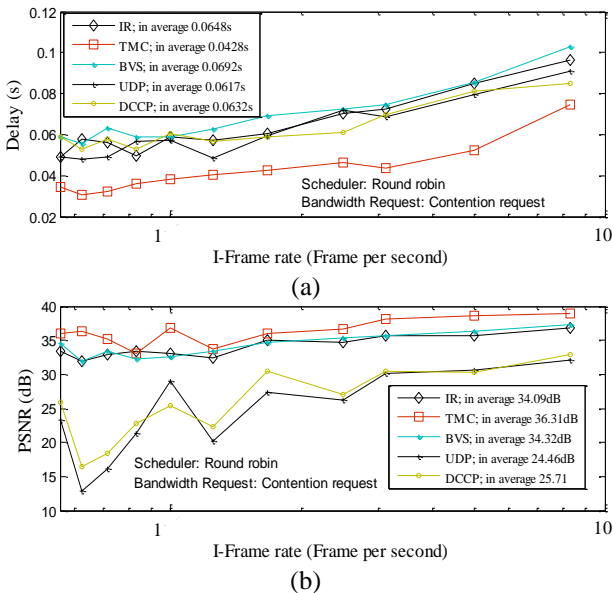 0.12
0.1
0.08
0.06
0.04
0.02
Delay (s)
IR; in average 0.0648s
TMC; in average 0.0428s
BVS; in average 0.0692s
UDP; in average 0.0617s
DCCP; in average 0.0632s
Scheduler: Round robin
Bandwidth Request: Contention request
1
10
I-Frame rate (Frame per second)
(a)
40
35
30
25
20
15
10
PSNR (dB)
IR; in average 34.09dB
TMC; in average 36.31dB
BVS; in average 34.32dB
UDP; in average 24.46dB
DCCP; in average 25.71
Scheduler: Round robin
Bandwidth Request: Contention request
1
10
I-Frame rate (Frame per second)
(b)